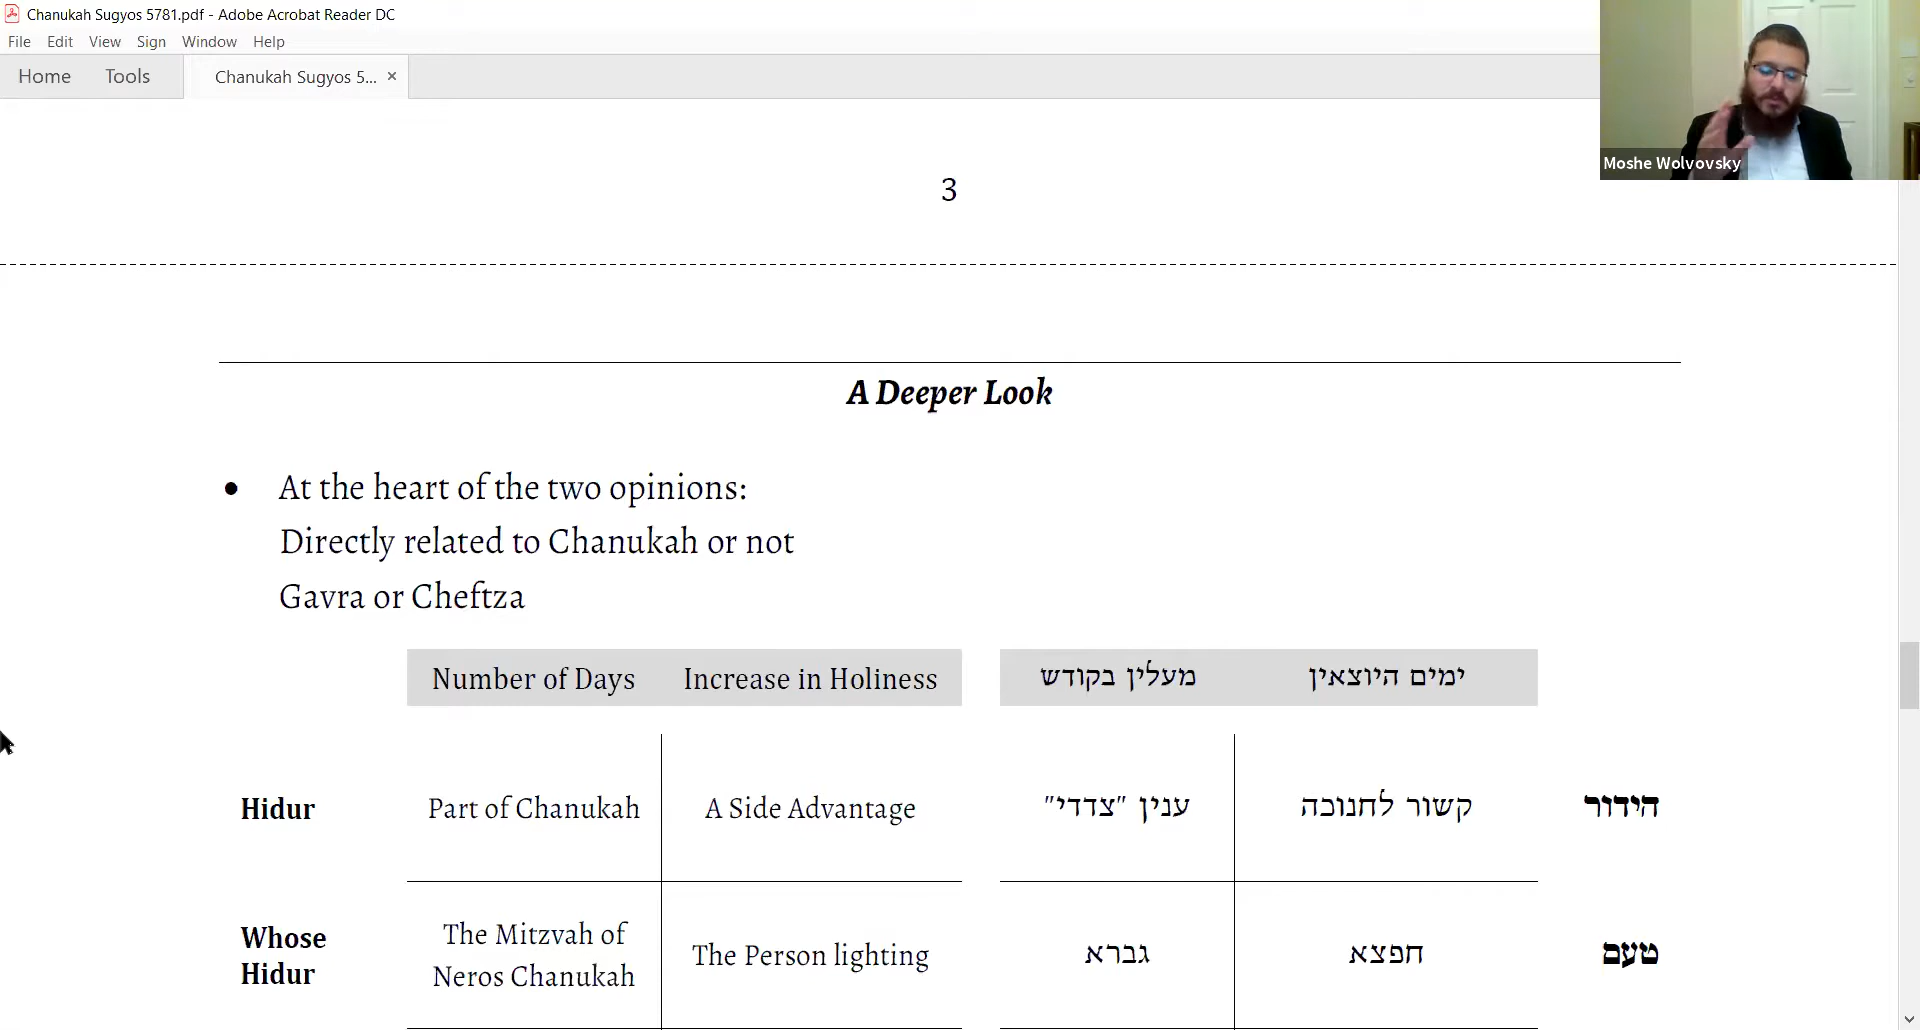 Chanukah Sugyos 5781.pdf - Adobe Acrobat Reader DC
File Edit View Sign Window Help
Home Tools Chanukah Sugyos 5... ×
Moshe Wolvovsky
3
A Deeper Look
• At the heart of the two opinions:
Directly related to Chanukah or not
Gavra or Cheftza
Number of Days Increase in Holiness
Hidur Part of Chanukah A Side Advantage
Whose Hidur
The Mitzvah of
Neros Chanukah
The Person lighting
ימים היוצאין מעלין בקודש
הידור קשור לחנוכה ענין "צדדי"
טעם חפצא גברא